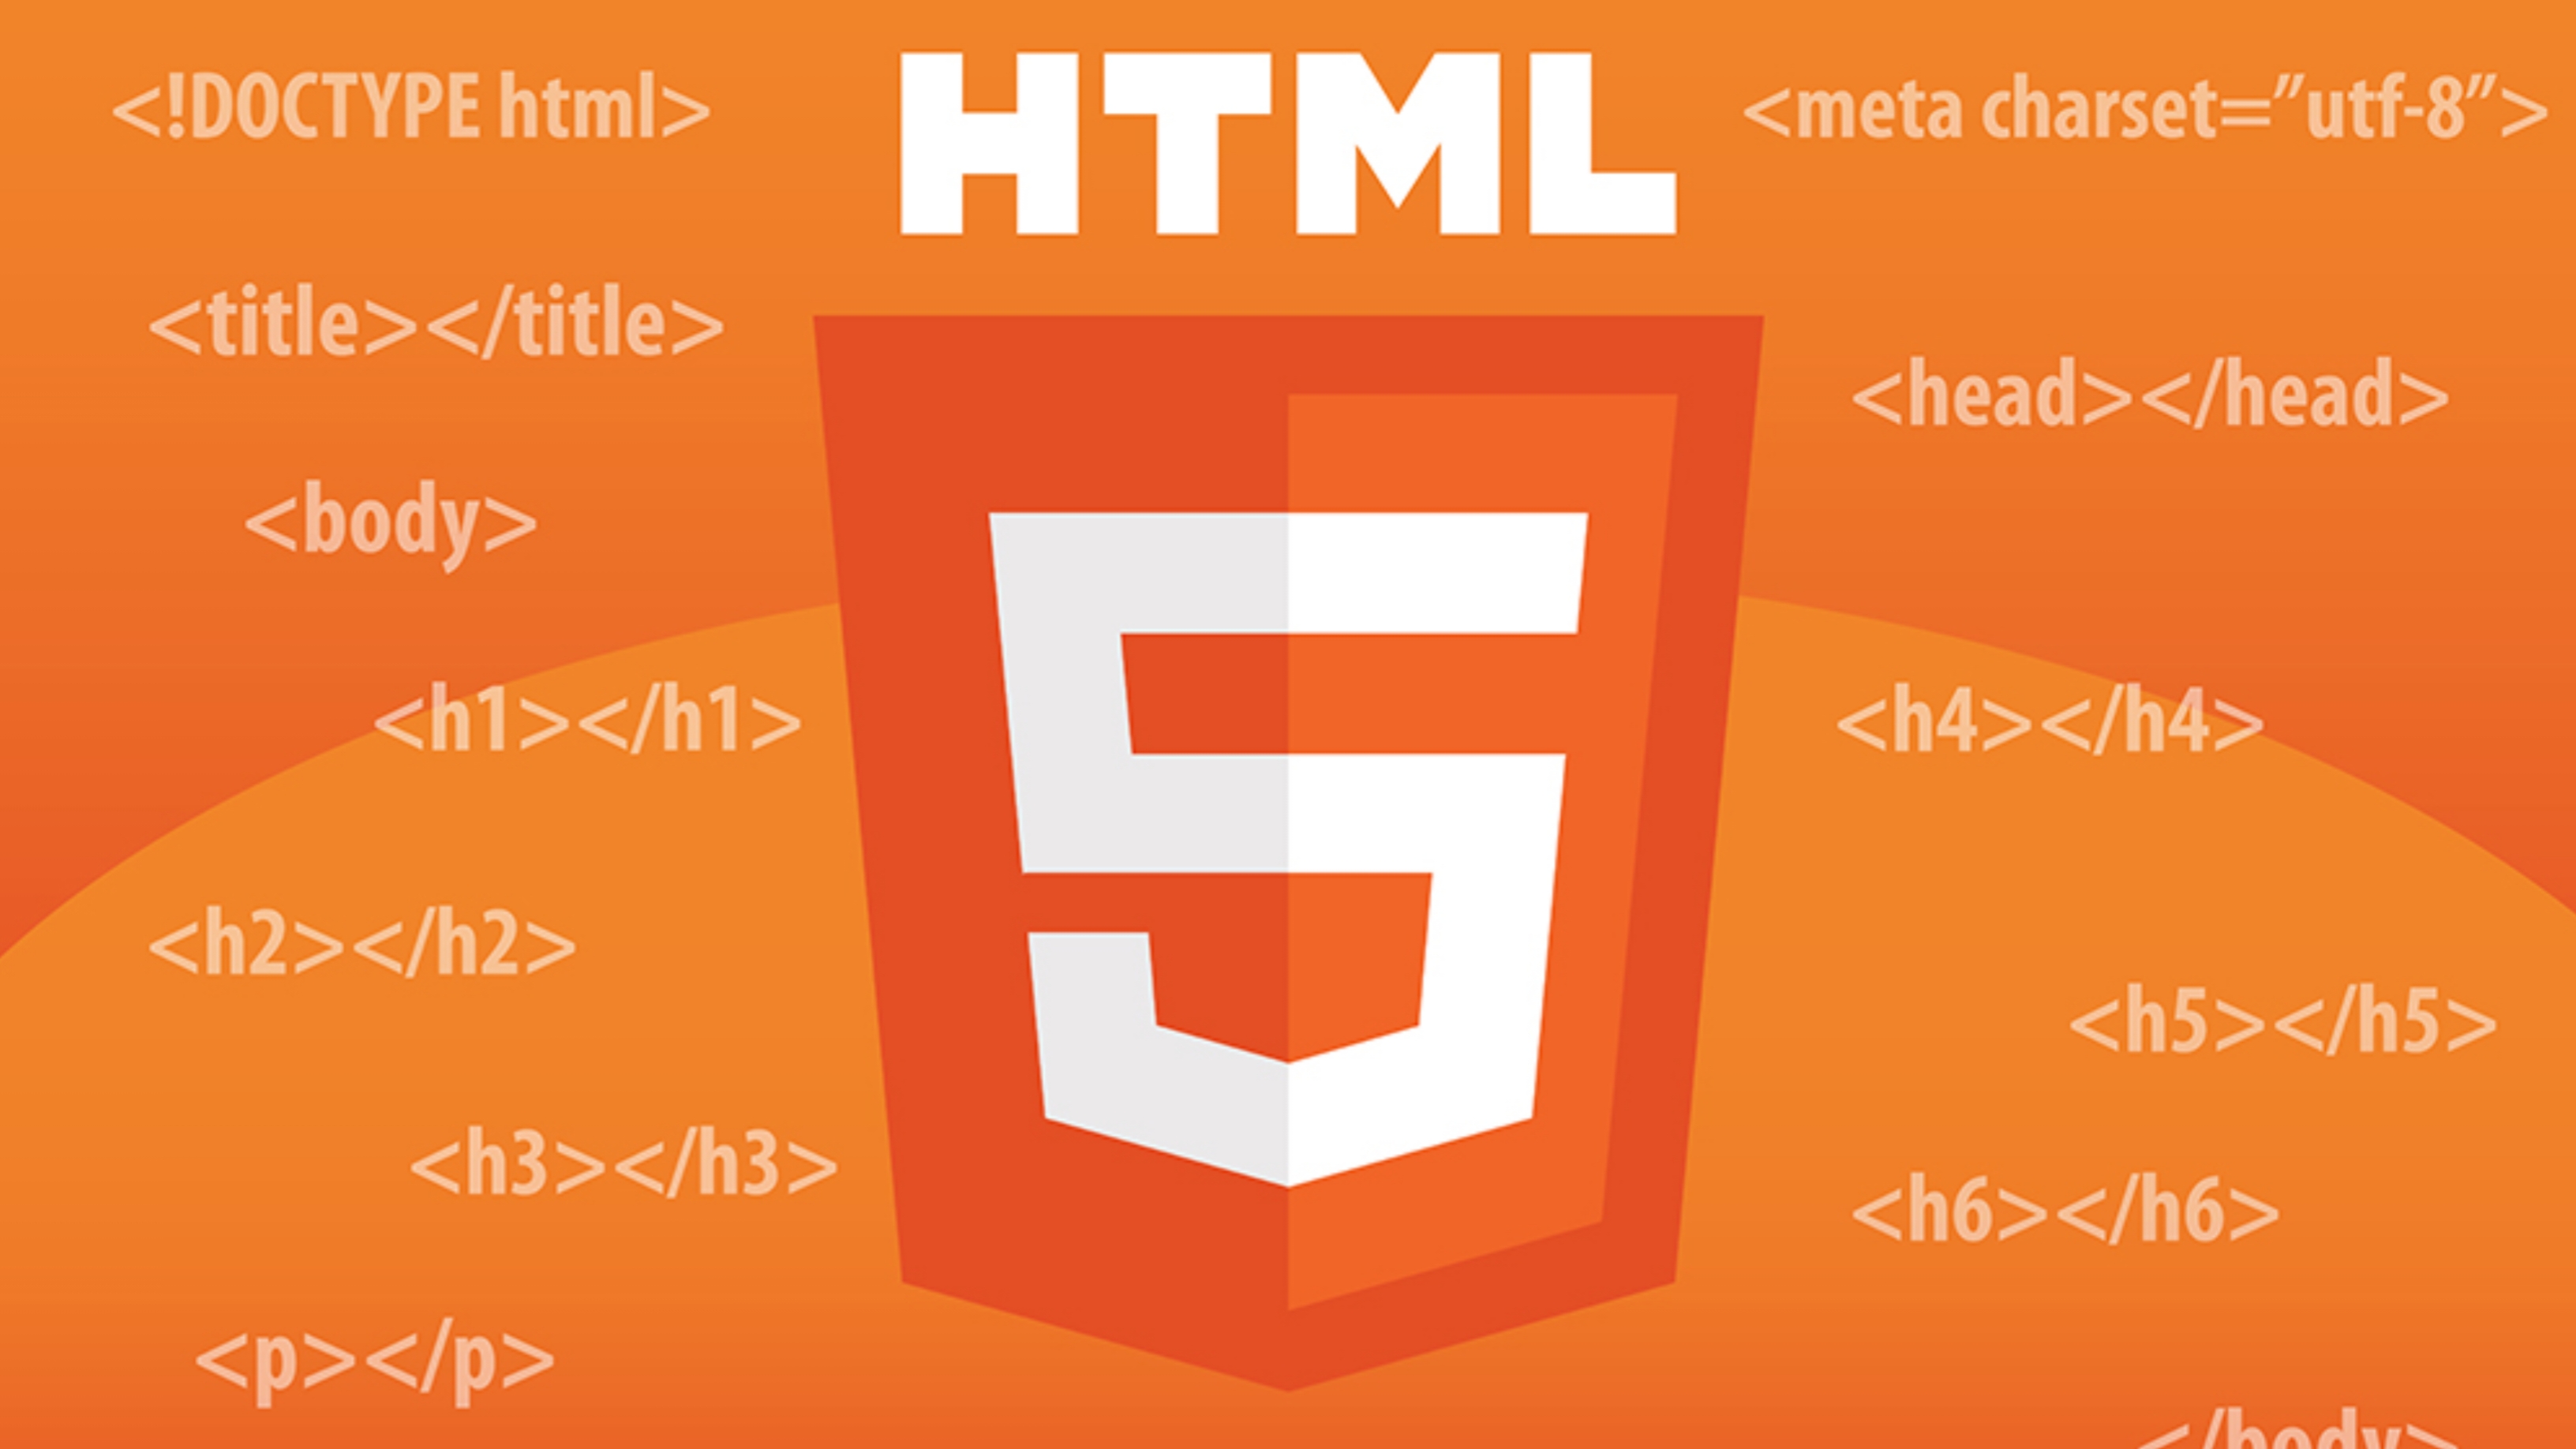 HTML
5
<!DOCTYPE html>
<title></title>
<body>
<h1></h1>
<h2></h2>
<h3></h3>
<p></p>
<meta charset=”utf-8”>
<head></head>
<h4></h4>
<h5></h5>
<h6></h6>
</body>